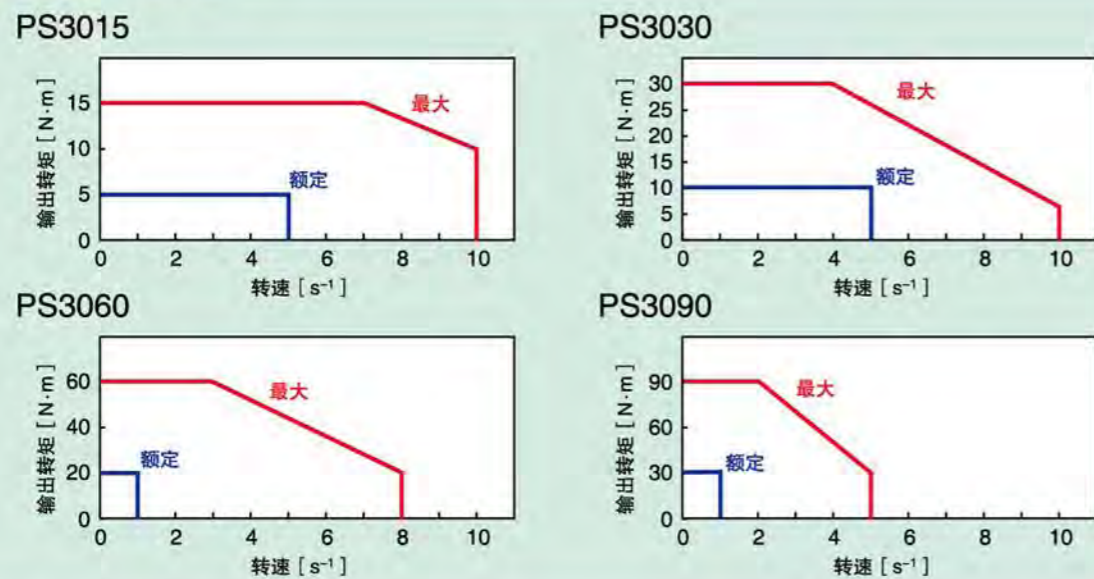 PS3015
输出转矩 [ N·m ]
15
10
5
0
最大
额定
0 2 4 6 8 10
转速 [ s⁻¹ ]
PS3030
输出转矩 [ N·m ]
30
25
20
15
10
5
0
最大
额定
0 2 4 6 8 10
转速 [ s⁻¹ ]
PS3060
输出转矩 [ N·m ]
60
40
20
0
最大
额定
0 2 4 6 8 10
转速 [ s⁻¹ ]
PS3090
输出转矩 [ N·m ]
90
60
30
0
最大
额定
0 2 4 6 8 10
转速 [ s⁻¹ ]